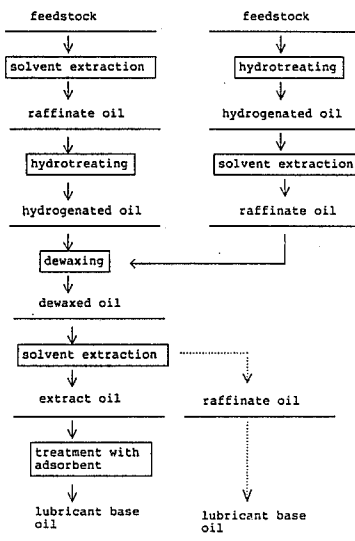 feedstock
feedstock
solvent extraction
hydrotreating
raffinate oil
hydrogenated oil
hydrotreating
solvent extraction
hydrogenated oil
raffinate oil
dewaxing
dewaxed oil
solvent extraction
extract oil
raffinate oil
treatment with
adsorbent
lubricant base
oil
lubricant base
oil